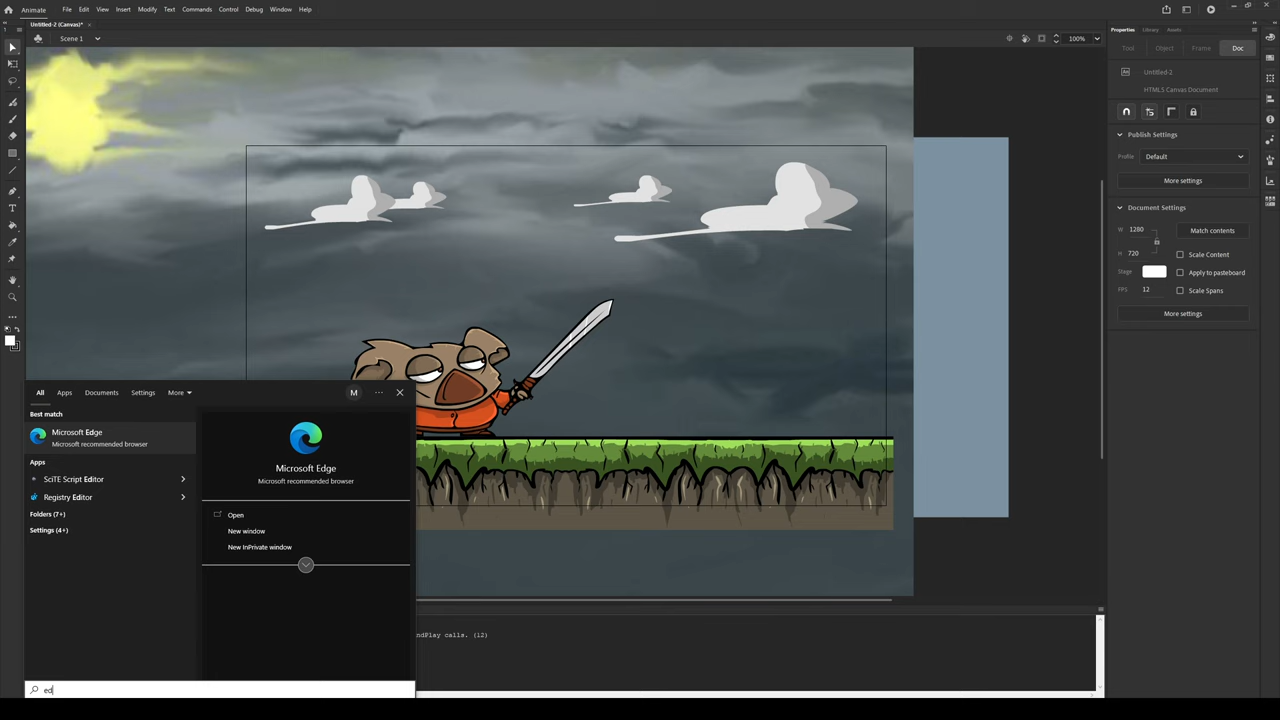 Animate File Edit View Insert Modify Text Commands Control Debug Window Help
Untitled-2 (Canvas)* ×
Scene 1 100%
Properties Library Assets
Tool Object Frame Doc
An Untitled-2
HTML5 Canvas Document
Publish Settings
Profile Default
More settings
Document Settings
W 1280 Match contents
H 720 Scale Content
Stage Apply to pasteboard
FPS 12 Scale Spans
More settings
All Apps Documents Settings More M ··· ×
Best match
Microsoft Edge
Microsoft recommended browser
Apps
SciTE Script Editor
Registry Editor
Folders (7+)
Settings (4+)
Microsoft Edge
Microsoft recommended browser
Open
New window
New InPrivate window
ndPlay calls. (12)
ed